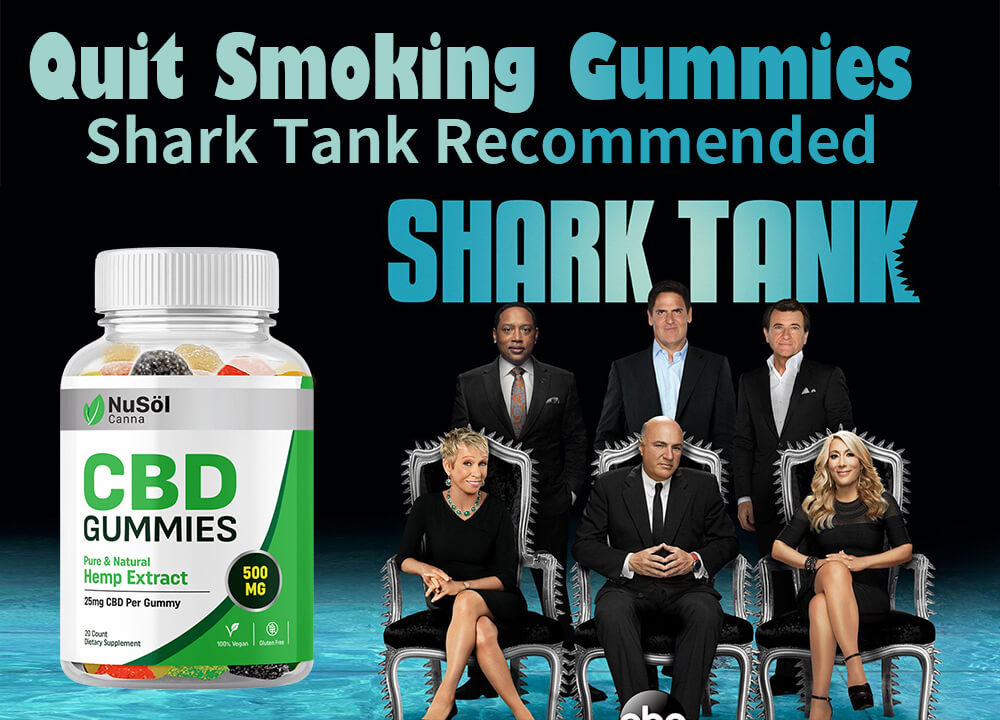 Quit Smoking Gummies
Shark Tank Recommended
SHARK TANK
NuSöl
Canna
CBD
GUMMIES
Pure & Natural
Hemp Extract
25mg CBD Per Gummy
500
MG
20 Count
Dietary Supplement
100% Vegan
Gluten Free
abc